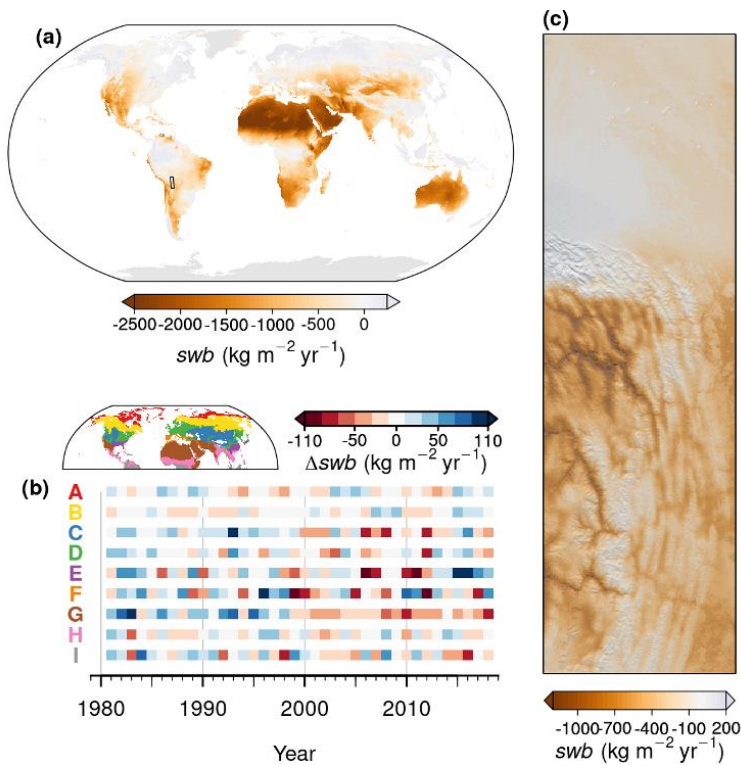 (a)
-2500 -2000 -1500 -1000 -500 0
swb (kg m⁻² yr⁻¹)
-110 -50 0 50 110
Δswb (kg m⁻² yr⁻¹)
(b)
A
B
C
D
E
F
G
H
I
1980 1990 2000 2010
Year
(c)
-1000 -700 -400 -100 200
swb (kg m⁻² yr⁻¹)